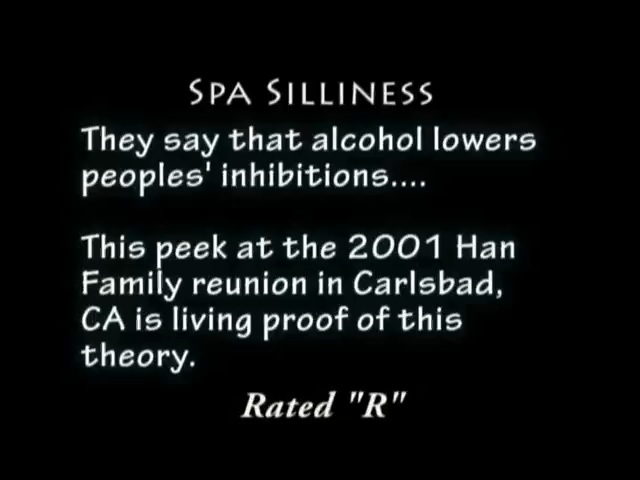 SPA SILLINESS
They say that alcohol lowers
peoples' inhibitions....
This peek at the 2001 Han
Family reunion in Carlsbad,
CA is living proof of this
theory.
Rated "R"